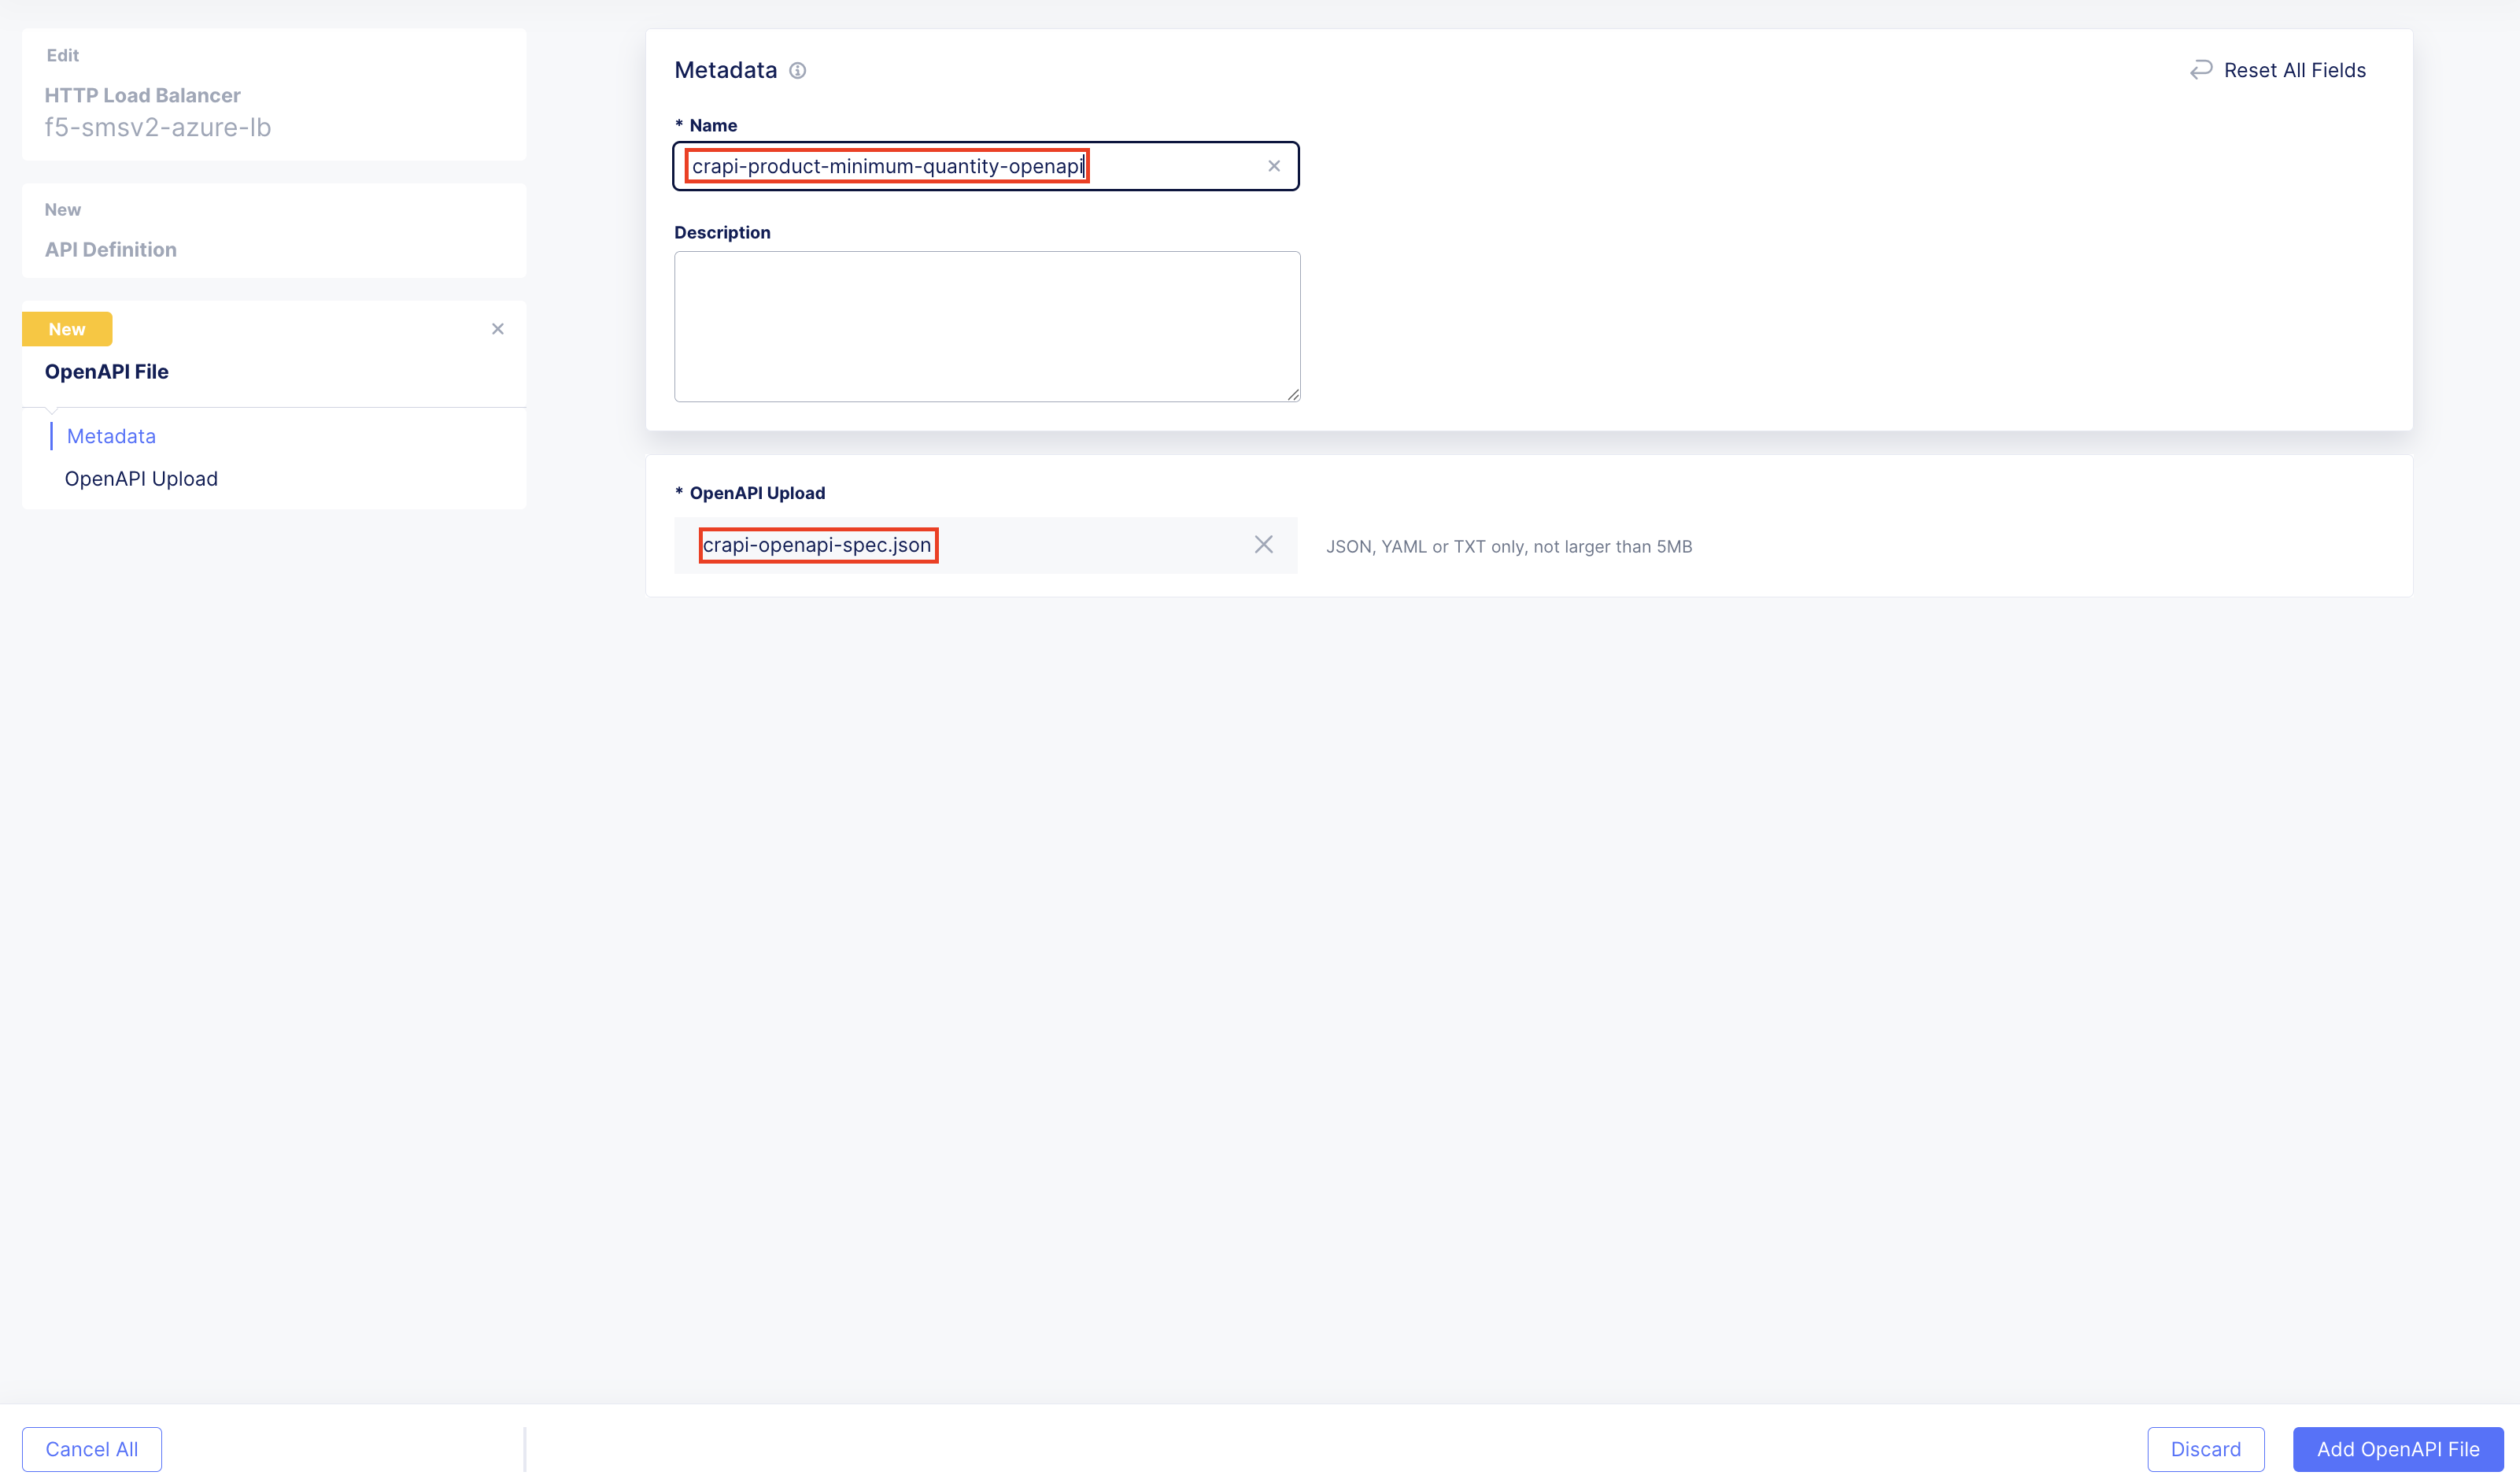 Edit
HTTP Load Balancer
f5-smsv2-azure-lb
New
API Definition
New
OpenAPI File
Metadata
OpenAPI Upload
Metadata
Reset All Fields
* Name
crapi-product-minimum-quantity-openapi
Description
* OpenAPI Upload
crapi-openapi-spec.json
JSON, YAML or TXT only, not larger than 5MB
Cancel All
Discard
Add OpenAPI File